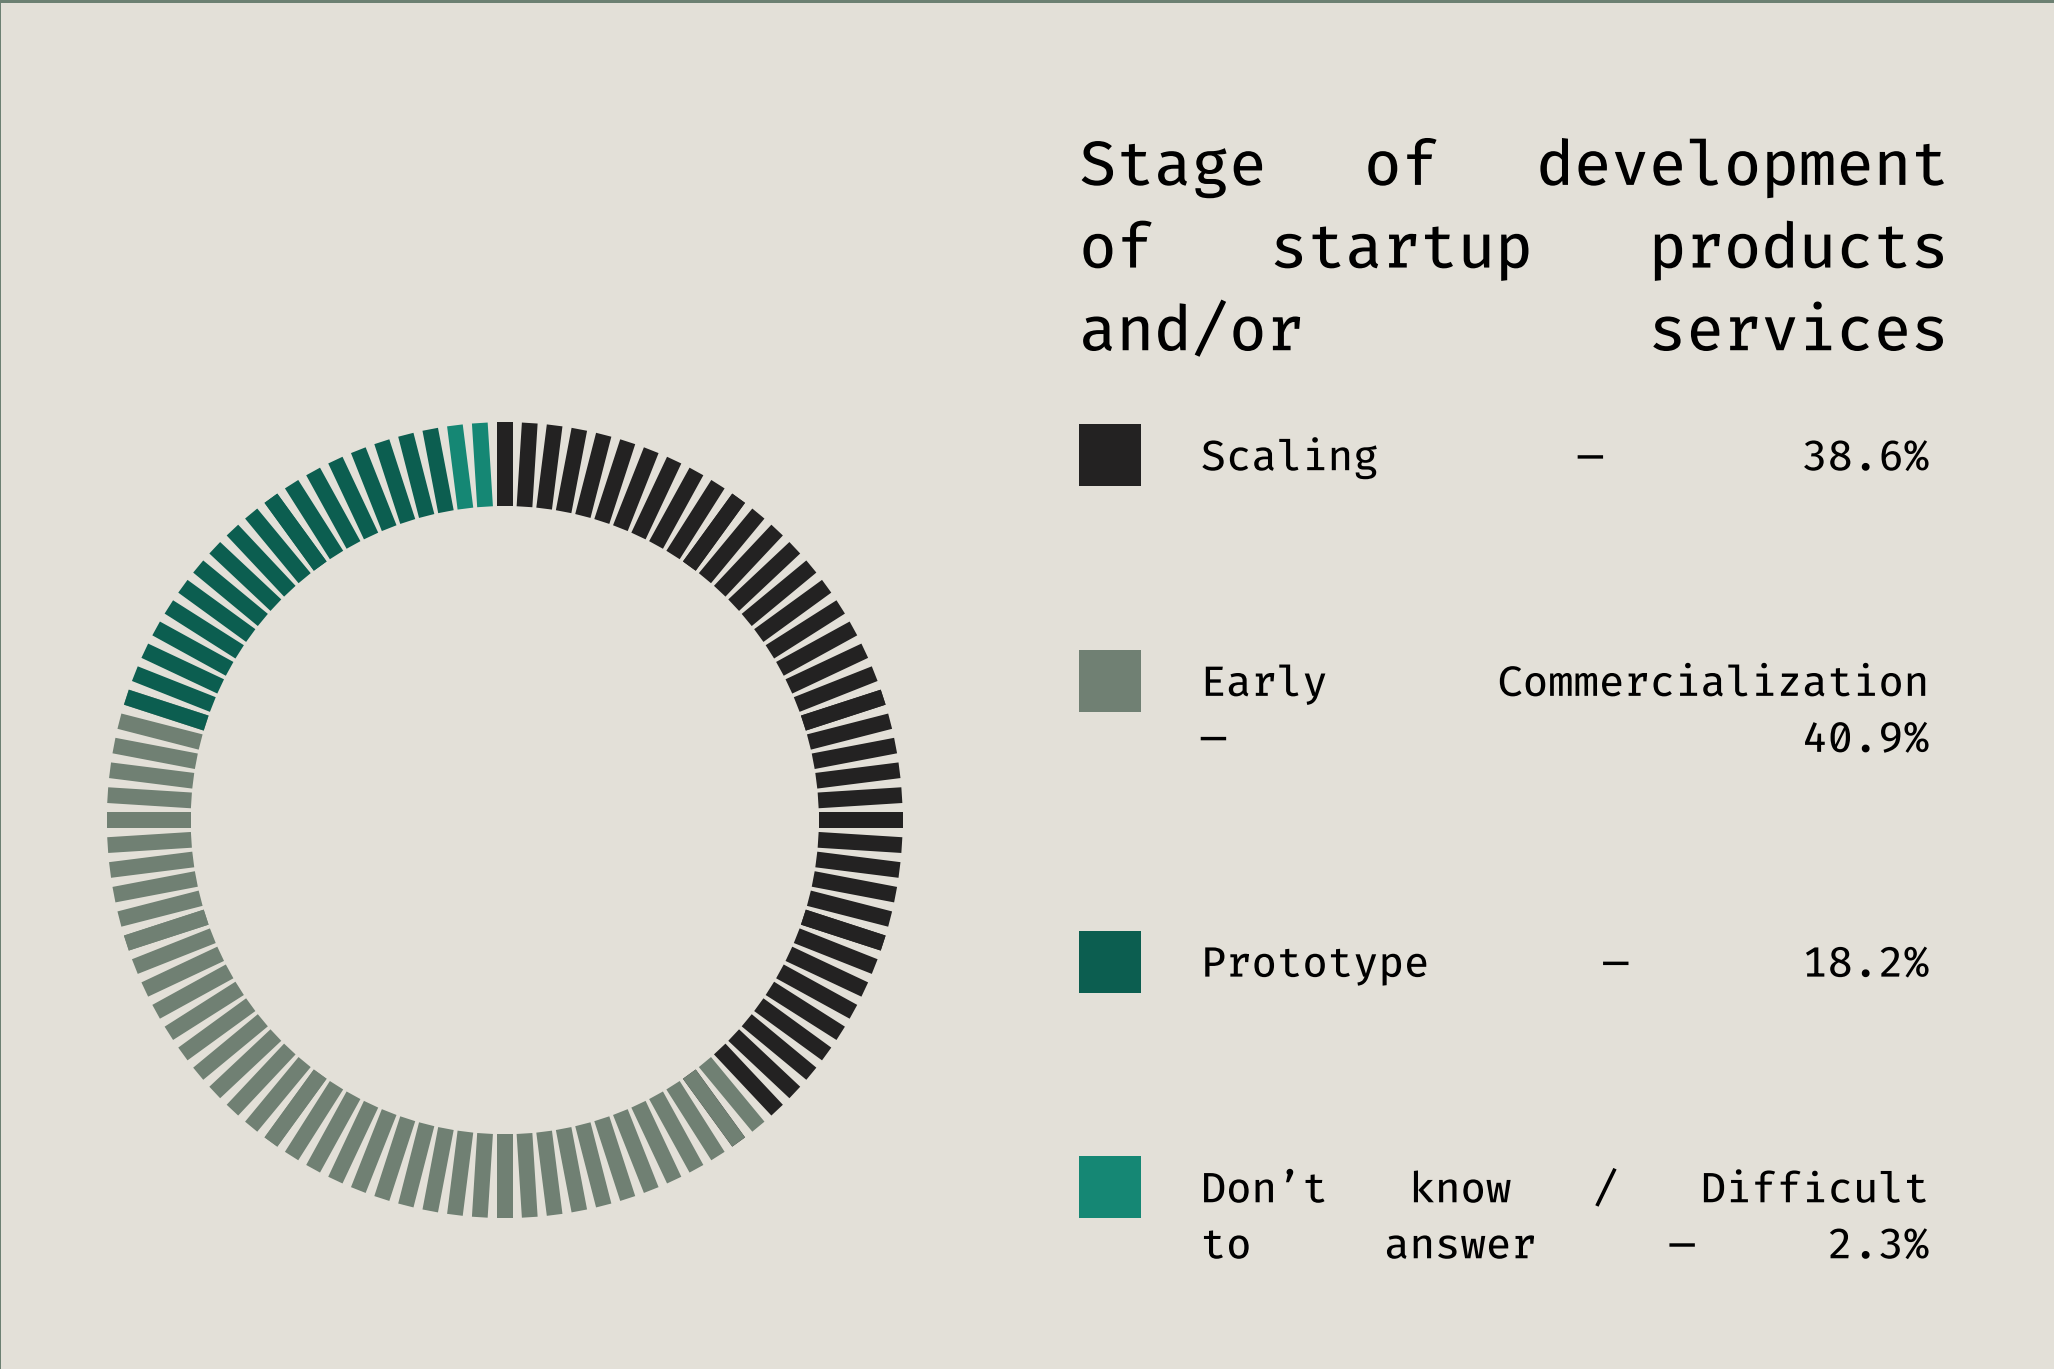 Stage of development
of startup products
and/or services
Scaling — 38.6%
Early Commercialization
— 40.9%
Prototype — 18.2%
Don’t know / Difficult
to answer — 2.3%